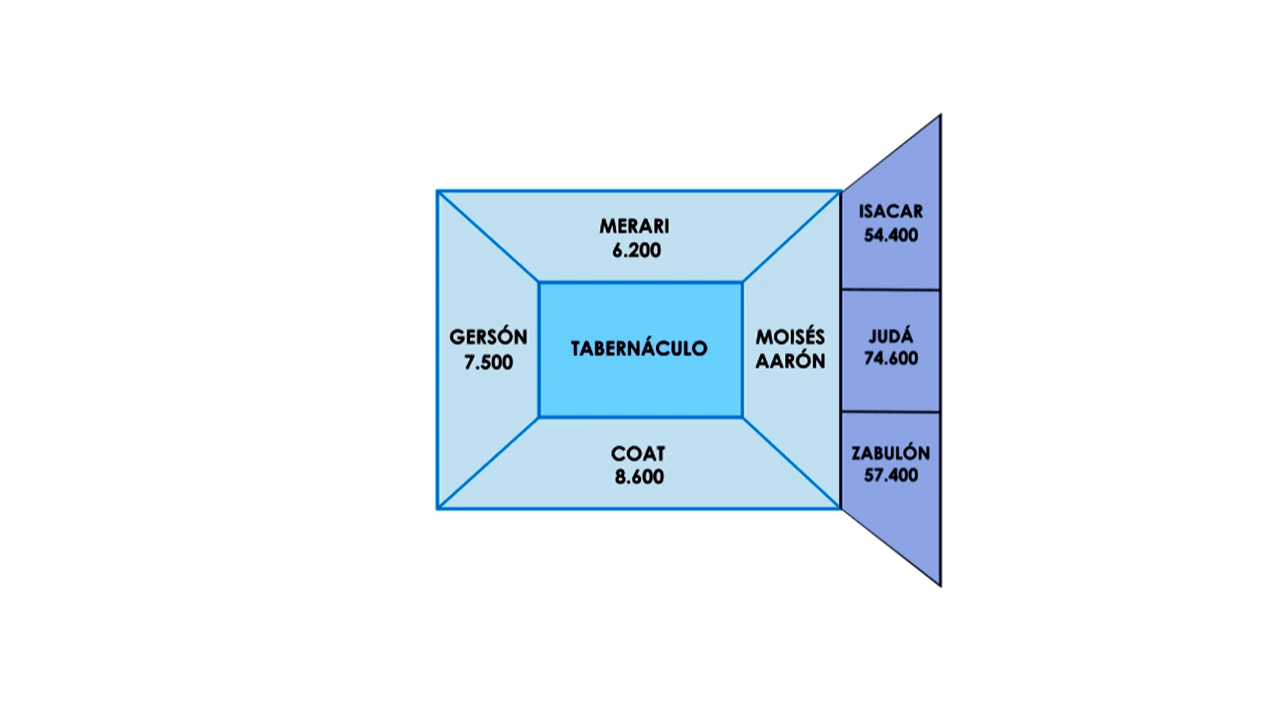 MERARI
6.200
GERSÓN
7.500
TABERNÁCULO
MOISÉS
AARÓN
COAT
8.600
ISACAR
54.400
JUDÁ
74.600
ZABULÓN
57.400